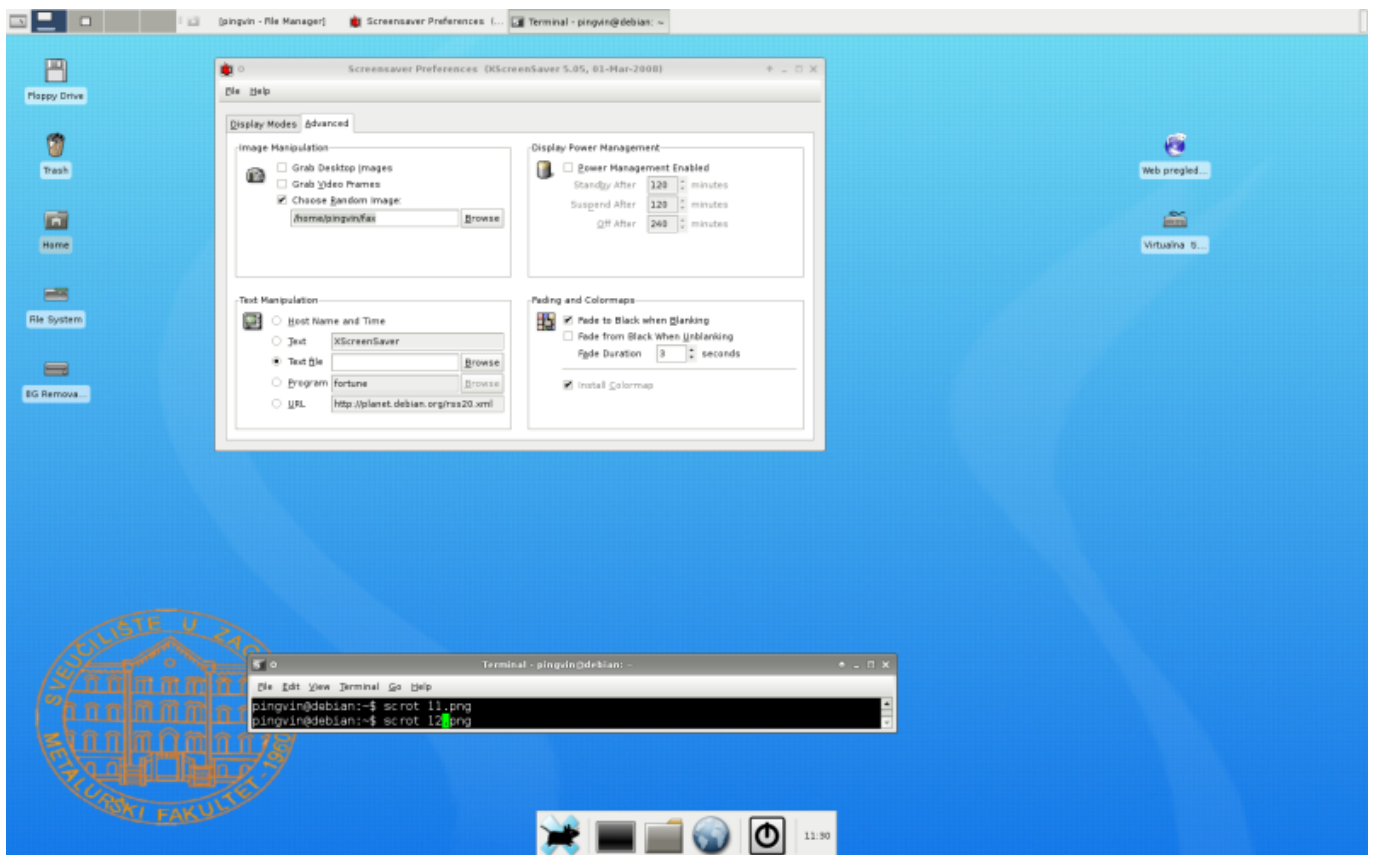 [pingvin - File Manager] Screensaver Preferences (... Terminal - pingvin@debian: ~
Floppy Drive
Trash
Home
File System
8G Remova...
Web pregled...
Virtualna ti...
Screensaver Preferences (XScreenSaver 5.05, 01-Mar-2008)
File Help
Display Modes Advanced
Image Manipulation
Grab Desktop Images
Grab Video Frames
Choose Random Image:
/home/pingvin/fax Browse
Display Power Management
Power Management Enabled
Standby After 120 minutes
Suspend After 120 minutes
Off After 240 minutes
Text Manipulation
Host Name and Time
Text XScreenSaver
Text file Browse
Program fortune Browse
URL http://planet.debian.org/rss20.xml
Fading and Colormaps
Fade to Black when Blanking
Fade from Black When Unblanking
Fade Duration 3 seconds
Install Colormap
SVEUČILIŠTE U ZAG
METALURŠKI FAKULTET - 1960
Terminal - pingvin@debian: ~
File Edit View Terminal Go Help
pingvin@debian:~$ scrot 11.png
pingvin@debian:~$ scrot 12.png
11:30